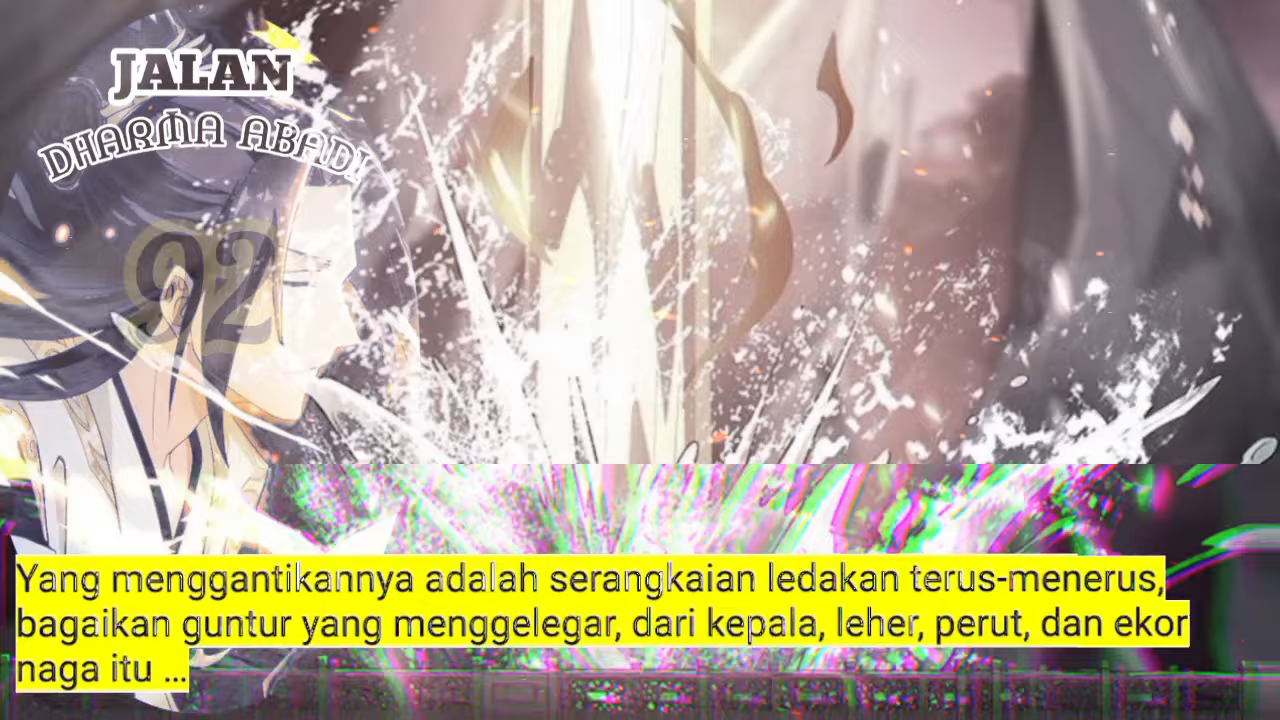 JALAN
DHARMA ABADI
92
Yang menggantikannya adalah serangkaian ledakan terus-menerus,
bagaikan guntur yang menggelegar, dari kepala, leher, perut, dan ekor
naga itu ...